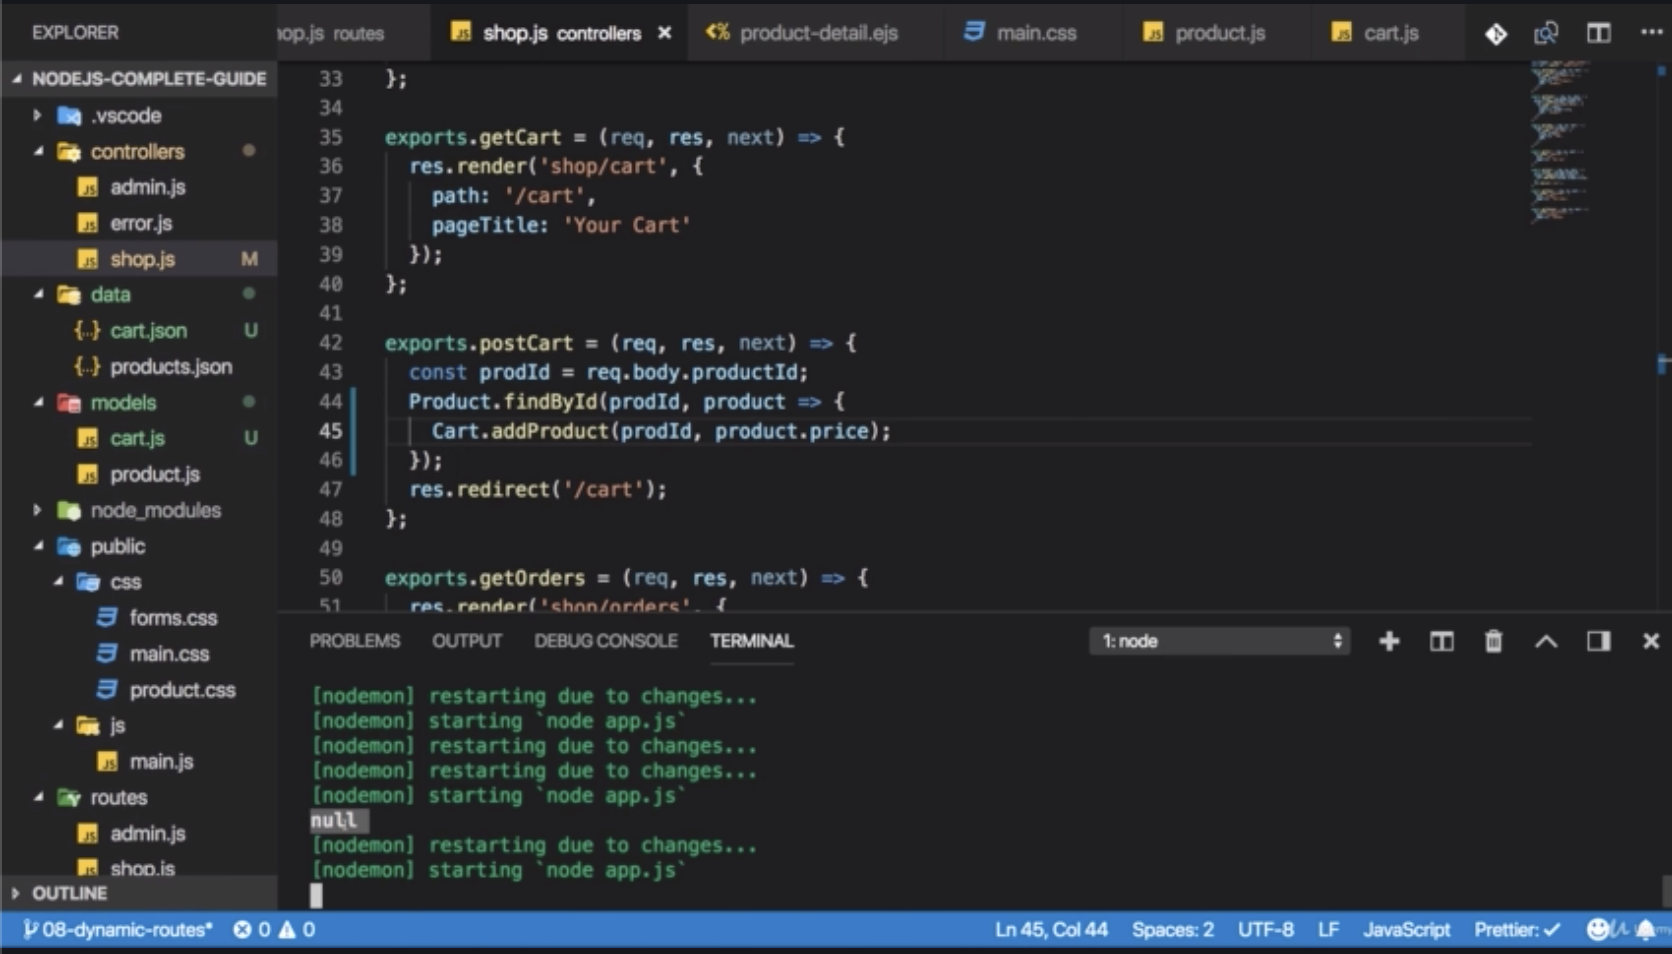 EXPLORER
NODEJS-COMPLETE-GUIDE
.vscode
controllers
admin.js
error.js
shop.js M
data
cart.json U
products.json
models
cart.js U
product.js
node_modules
public
css
forms.css
main.css
product.css
js
main.js
routes
admin.js
shop.js
OUTLINE
routes
shop.js controllers ×
product-detail.ejs
main.css
product.js
cart.js
33 };
34
35 exports.getCart = (req, res, next) => {
36 res.render('shop/cart', {
37 path: '/cart',
38 pageTitle: 'Your Cart'
39 });
40 };
41
42 exports.postCart = (req, res, next) => {
43 const prodId = req.body.productId;
44 Product.findById(prodId, product => {
45 Cart.addProduct(prodId, product.price);
46 });
47 res.redirect('/cart');
48 };
49
50 exports.getOrders = (req, res, next) => {
51 res.render('shop/orders', {
PROBLEMS OUTPUT DEBUG CONSOLE TERMINAL 1: node
[nodemon] restarting due to changes...
[nodemon] starting `node app.js`
[nodemon] restarting due to changes...
[nodemon] restarting due to changes...
[nodemon] starting `node app.js`
null
[nodemon] restarting due to changes...
[nodemon] starting `node app.js`
08-dynamic-routes* 0 0 Ln 45, Col 44 Spaces: 2 UTF-8 LF JavaScript Prettier: ✓